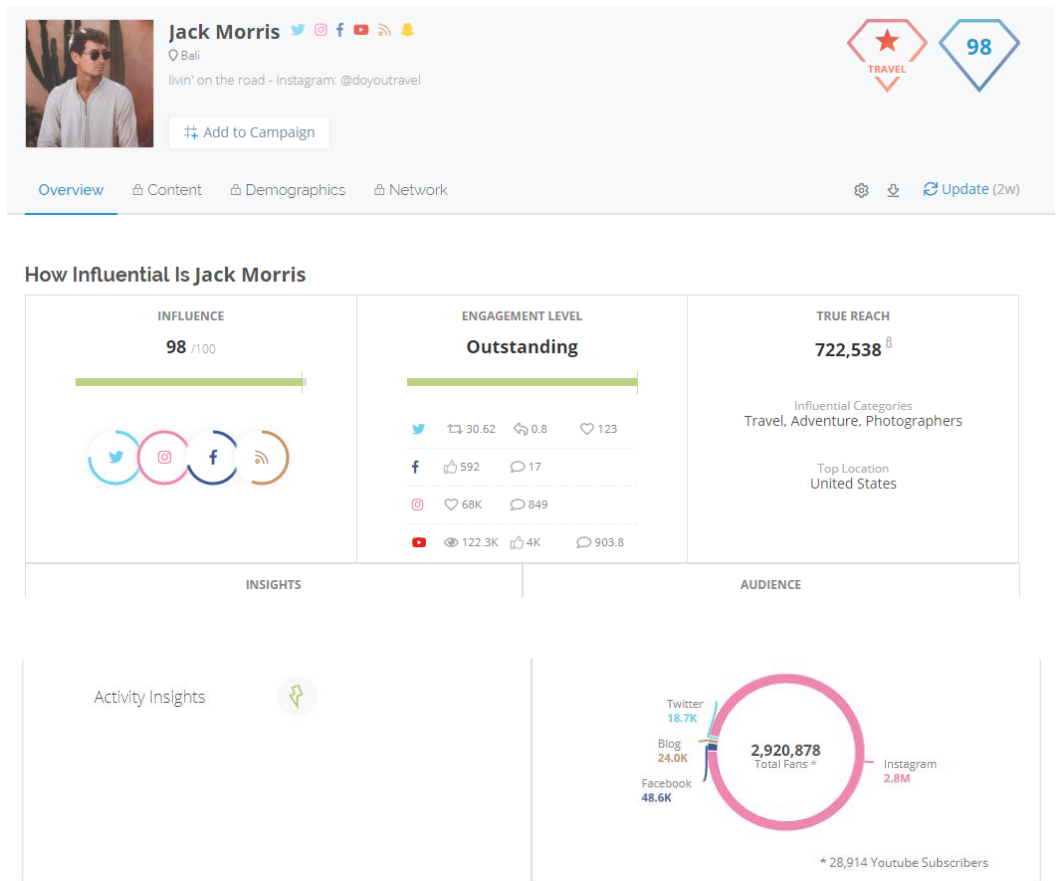 Jack Morris
Bali
livin' on the road - Instagram: @doyoutravel
TRAVEL
98
Add to Campaign
Overview Content Demographics Network Update (2w)
How Influential Is Jack Morris
INFLUENCE
98 /100
ENGAGEMENT LEVEL
Outstanding
30.62 0.8 123
592 17
68K 849
122.3K 4K 903.8
TRUE REACH
722,538
Influential Categories
Travel, Adventure, Photographers
Top Location
United States
INSIGHTS
AUDIENCE
Activity Insights
Twitter
18.7K
Blog
24.0K
Facebook
48.6K
2,920,878
Total Fans *
Instagram
2.8M
* 28,914 Youtube Subscribers